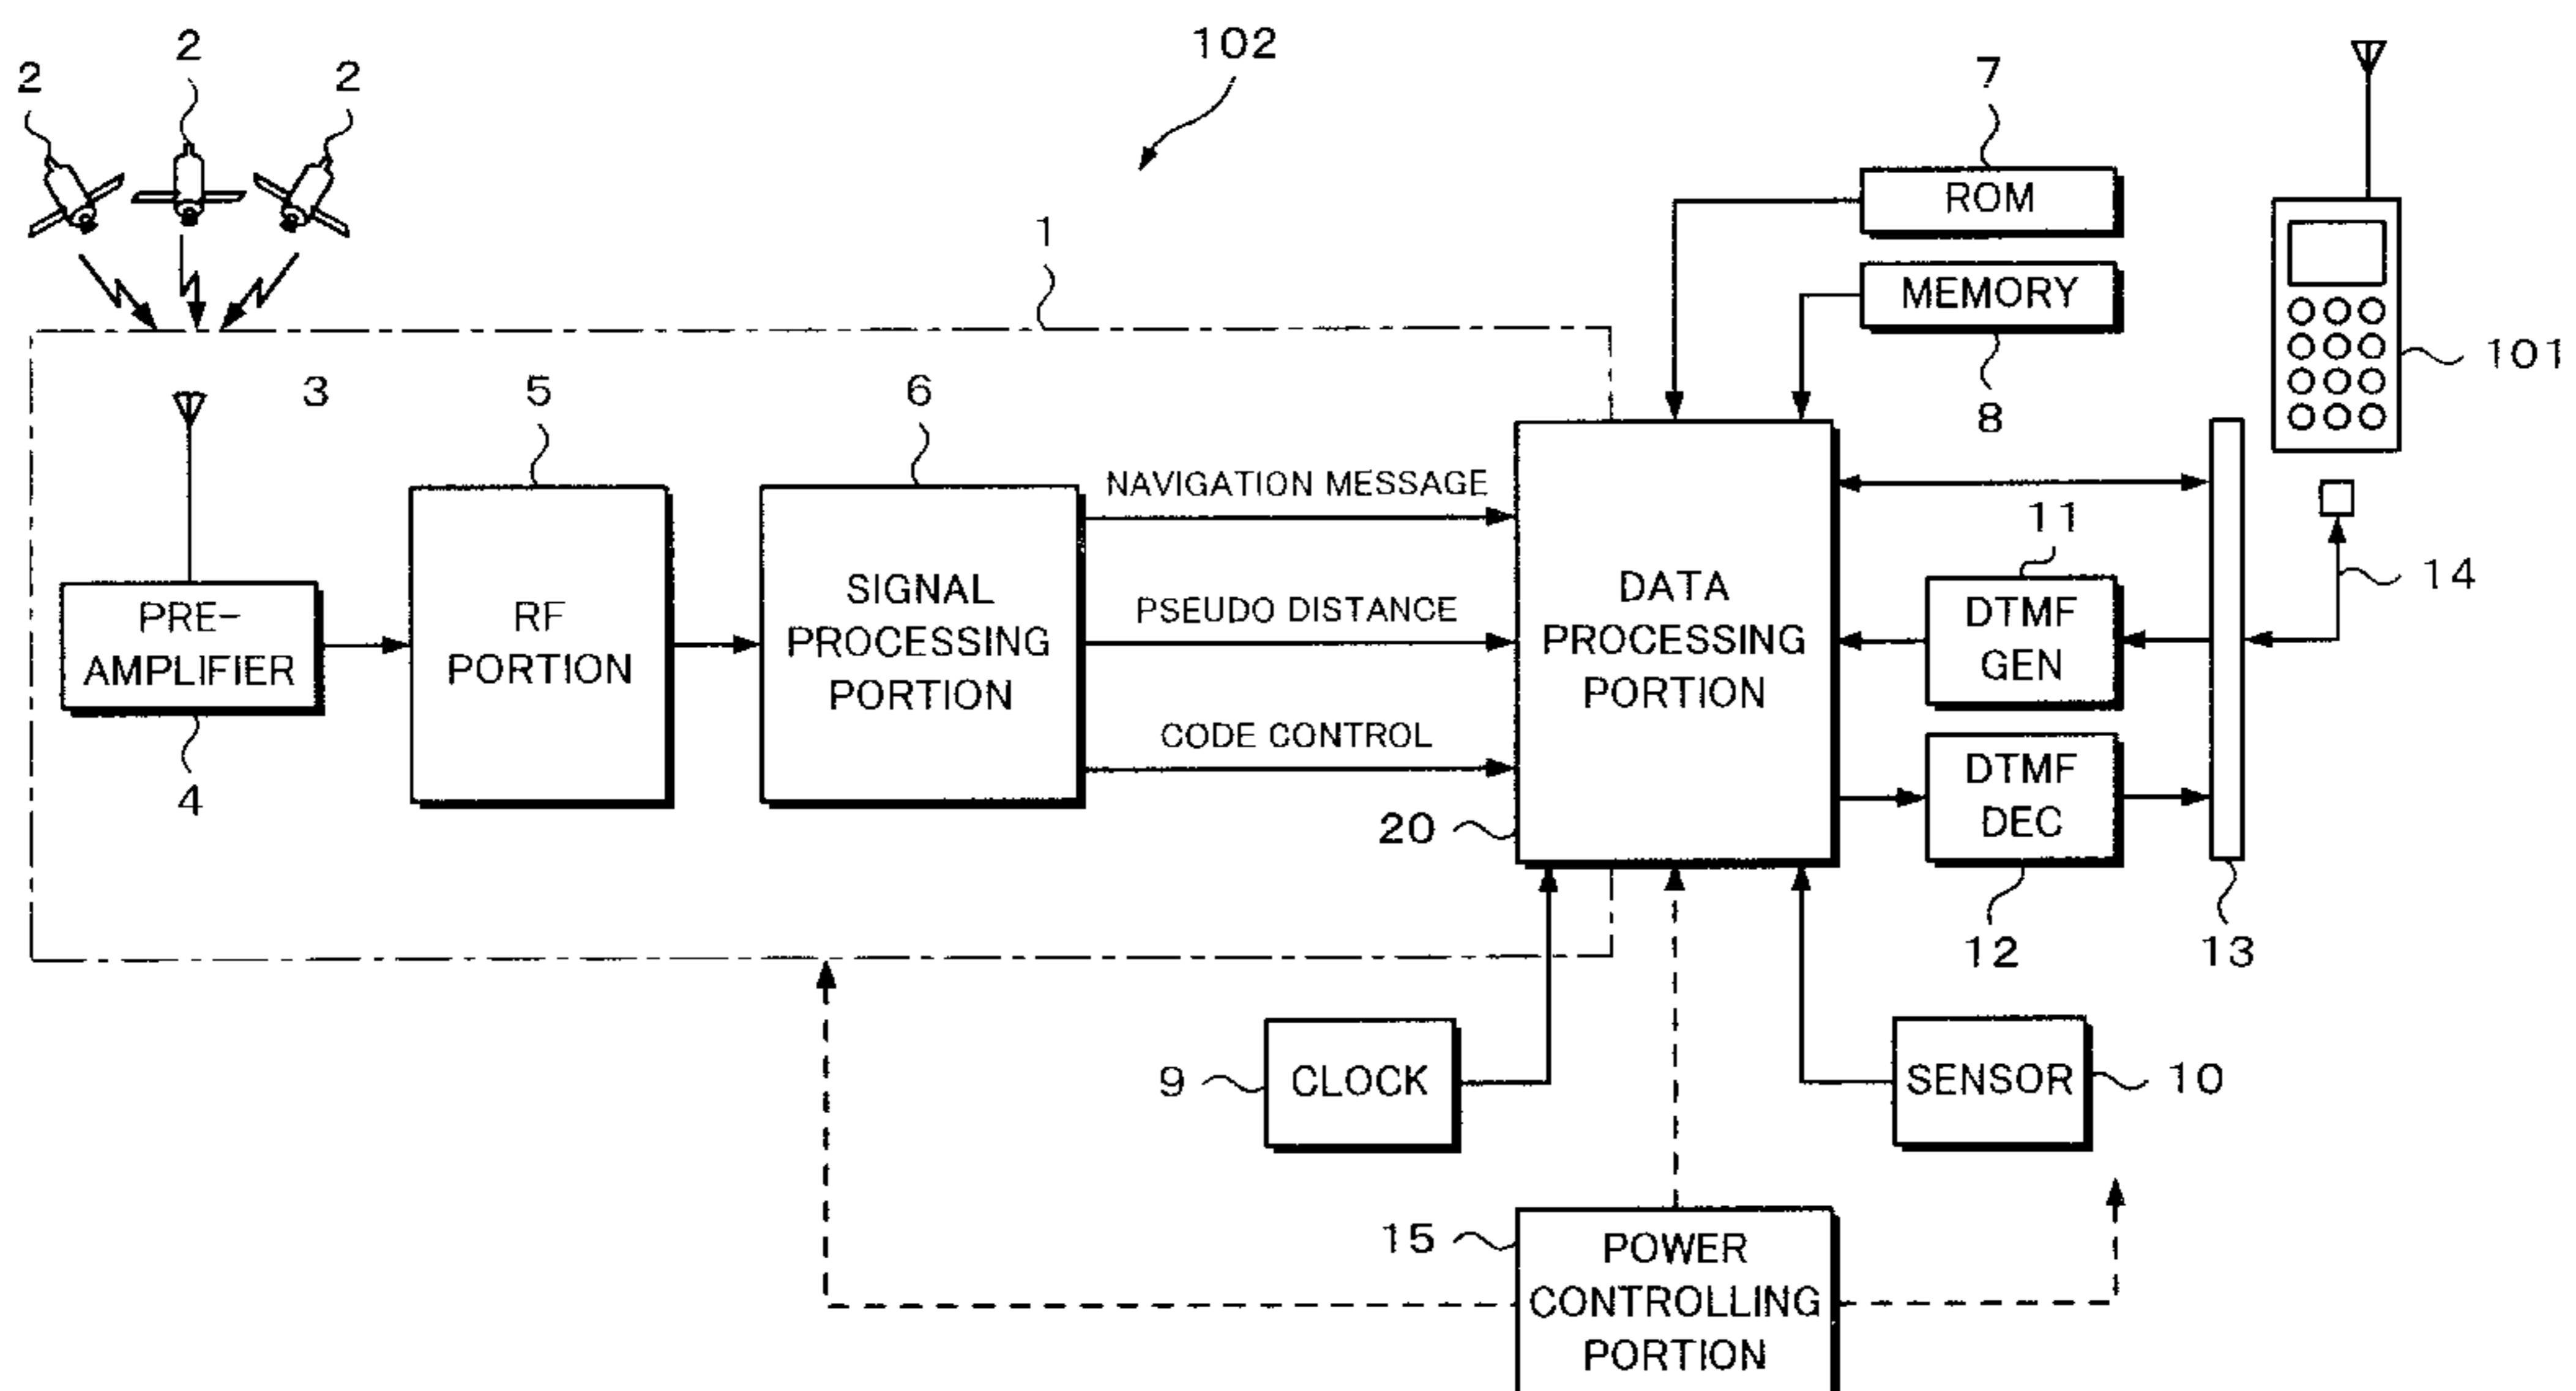 102
2
2
2
7
ROM
1
MEMORY
8
101
3
5
6
PRE-
AMPLIFIER
4
RF
PORTION
SIGNAL
PROCESSING
PORTION
NAVIGATION MESSAGE
PSEUDO DISTANCE
CODE CONTROL
DATA
PROCESSING
PORTION
20
11
DTMF
GEN
14
DTMF
DEC
12
13
9
CLOCK
SENSOR
10
15
POWER
CONTROLLING
PORTION